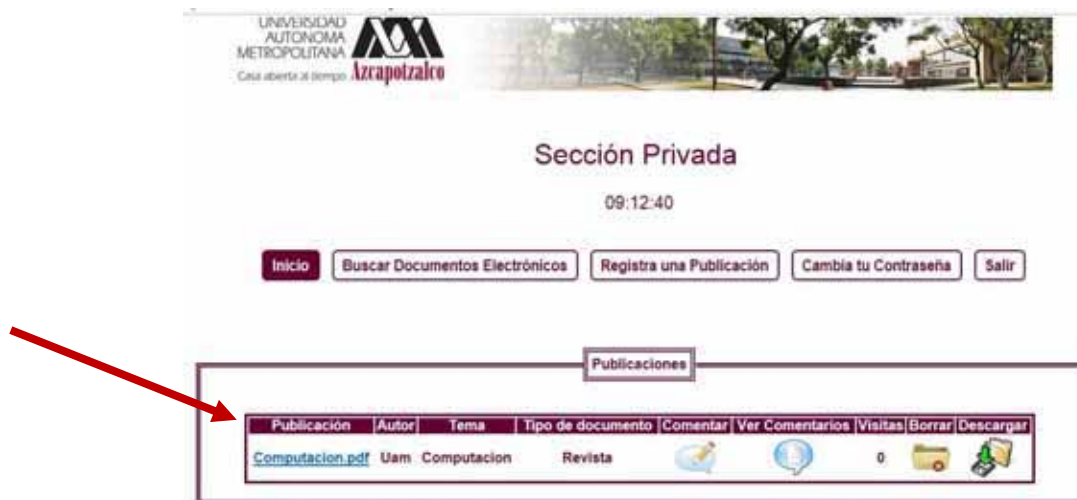 UNIVERSIDAD
AUTONOMA
METROPOLITANA
Casa abierta al tiempo Azcapotzalco
Sección Privada
09:12:40
Inicio Buscar Documentos Electrónicos Registra una Publicación Cambia tu Contraseña Salir
Publicaciones
Publicación Autor Tema Tipo de documento Comentar Ver Comentarios Visitas Borrar Descargar
Computacion.pdf Uam Computacion Revista 0